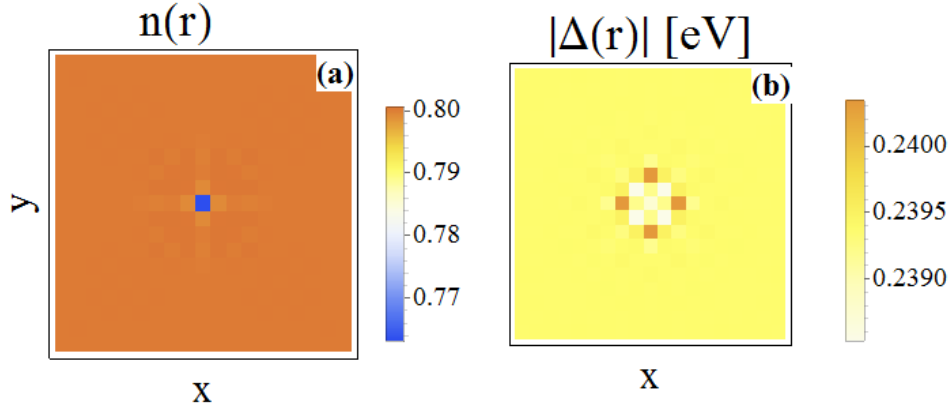 n(r)
(a)
0.80
0.79
0.78
0.77
y
x
|Δ(r)| [eV]
(b)
0.2400
0.2395
0.2390
x